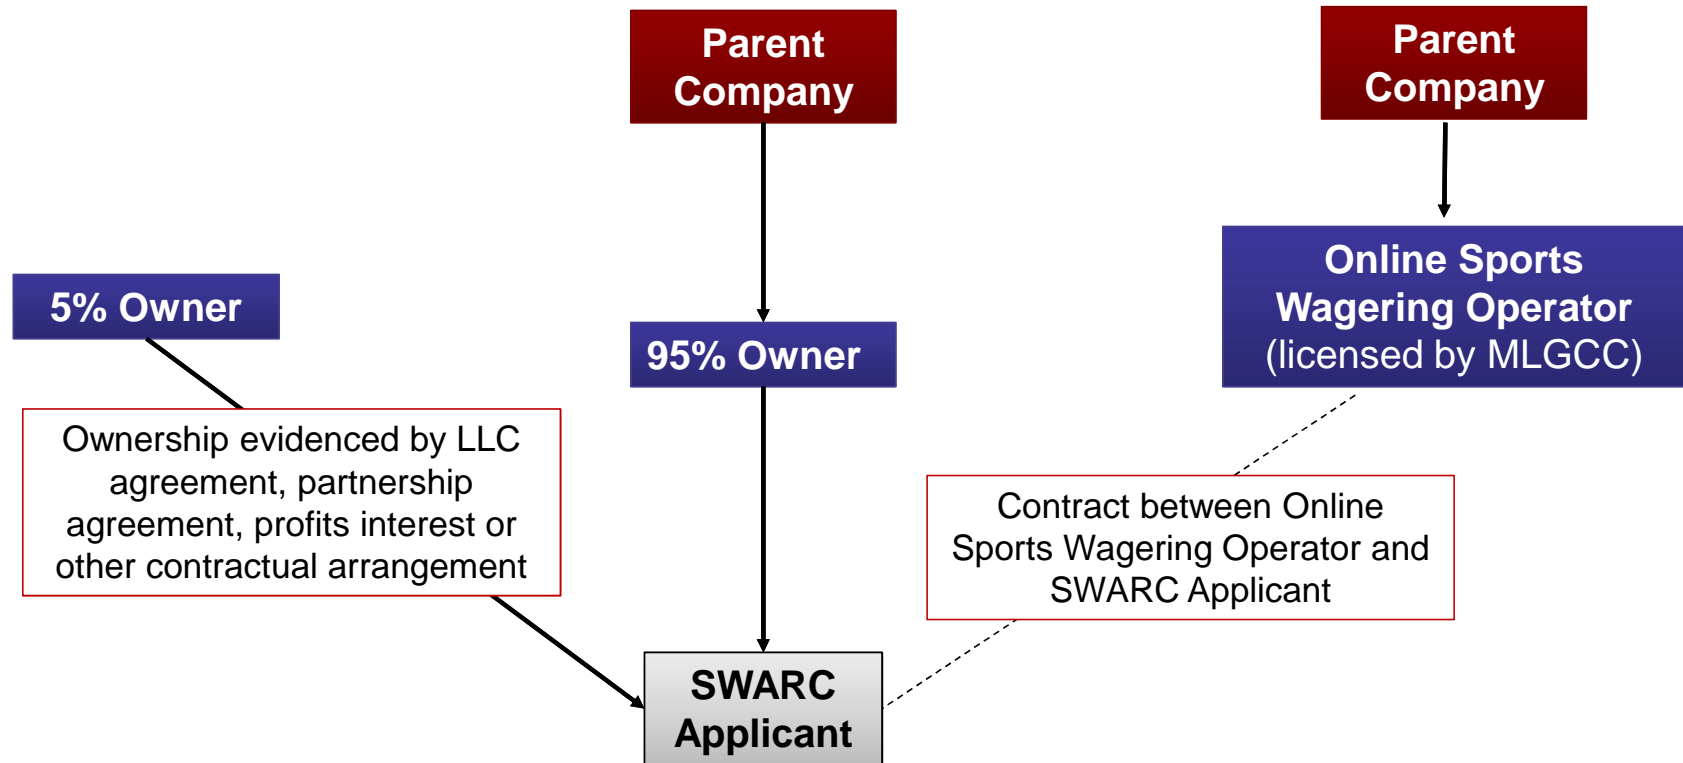 Parent
Company
Parent
Company
Online Sports
Wagering Operator
(licensed by MLGCC)
5% Owner
95% Owner
Ownership evidenced by LLC
agreement, partnership
agreement, profits interest or
other contractual arrangement
Contract between Online
Sports Wagering Operator and
SWARC Applicant
SWARC
Applicant